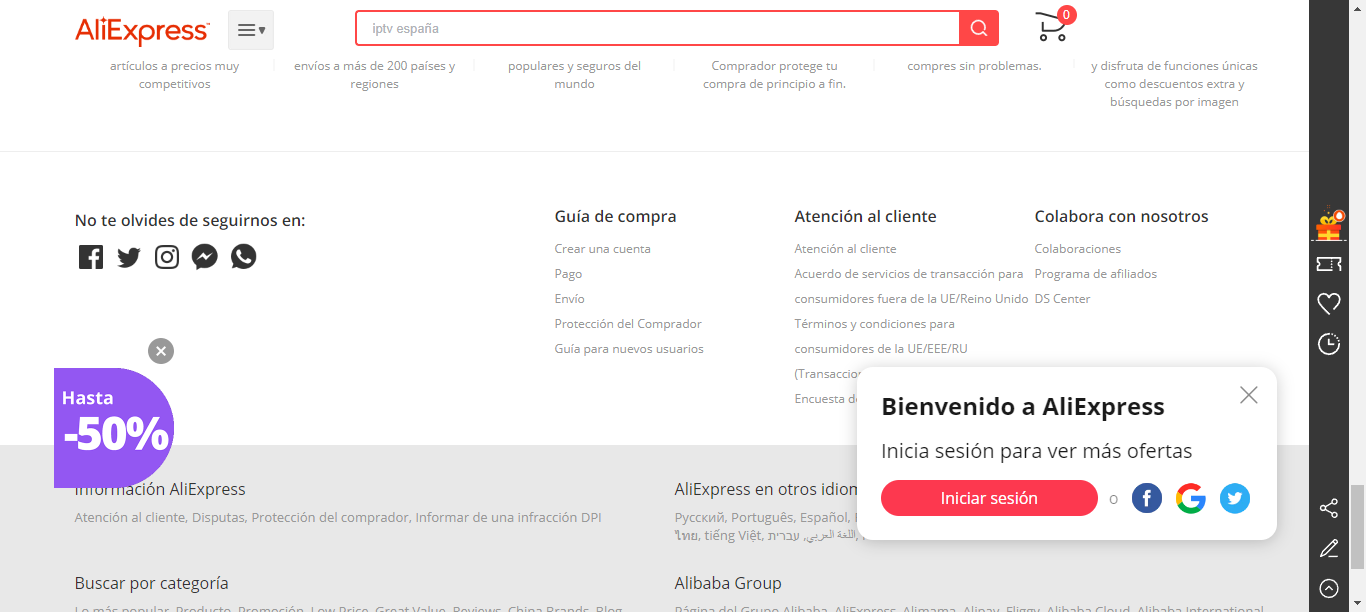 AliExpress
iptv españa
0
artículos a precios muy
competitivos
envíos a más de 200 países y
regiones
populares y seguros del
mundo
Comprador protege tu
compra de principio a fin.
compres sin problemas.
y disfruta de funciones únicas
como descuentos extra y
búsquedas por imagen
No te olvides de seguirnos en:
Guía de compra
Crear una cuenta
Pago
Envío
Protección del Comprador
Guía para nuevos usuarios
Atención al cliente
Atención al cliente
Acuerdo de servicios de transacción para
consumidores fuera de la UE/Reino Unido
Términos y condiciones para
consumidores de la UE/EEE/RU
(Transaccio
Encuesta de
Colabora con nosotros
Colaboraciones
Programa de afiliados
DS Center
Hasta
-50%
Bienvenido a AliExpress
Inicia sesión para ver más ofertas
Iniciar sesión
o
Información AliExpress
Atención al cliente, Disputas, Protección del comprador, Informar de una infracción DPI
AliExpress en otros idiom
Русский, Português, Español,
ไทย, tiếng Việt, اللغة العربي, עברית,
Buscar por categoría
Lo más popular, Producto, Promoción, Low Price, Great Value, Reviews, China Brands, Blog,
Alibaba Group
Página del Grupo Alibaba, AliExpress, Alimama, Alipay, Fliggy, Alibaba Cloud, Alibaba International